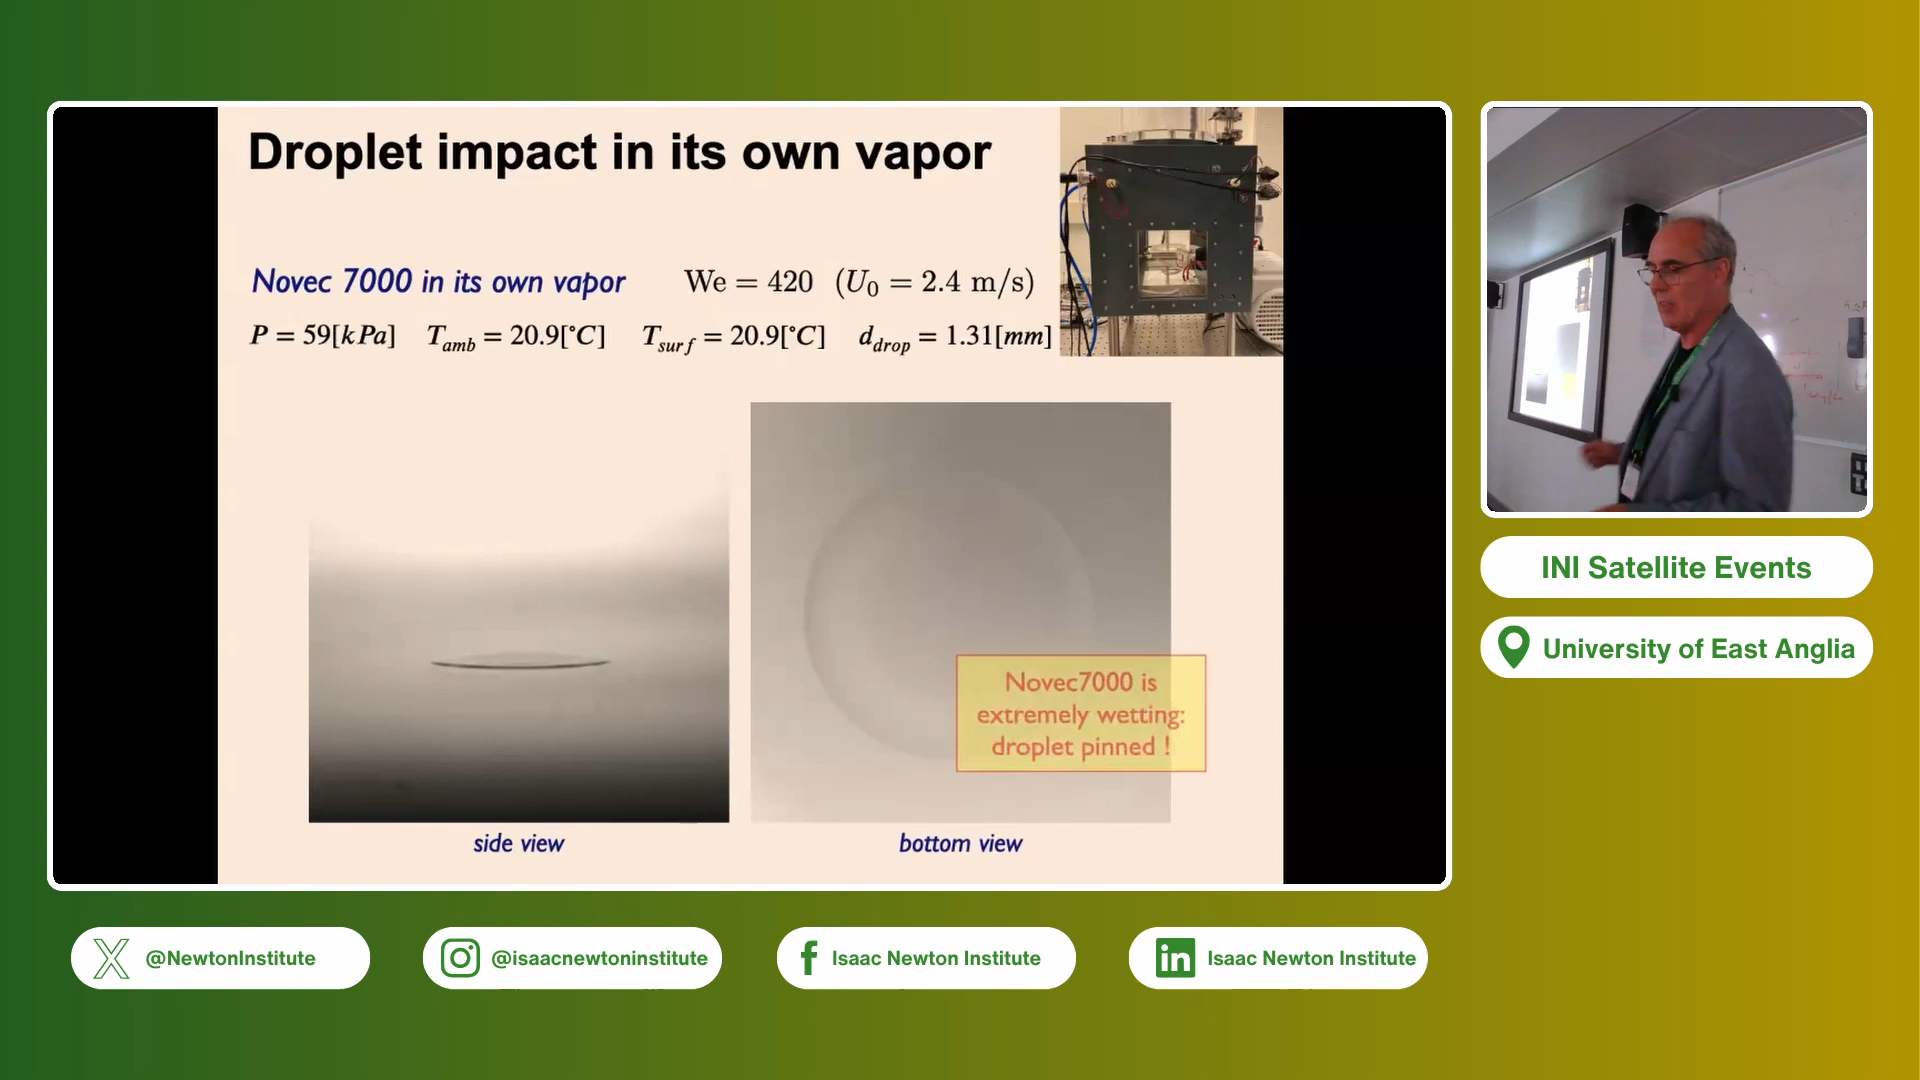 Droplet impact in its own vapor
Novec 7000 in its own vapor We = 420 (U₀ = 2.4 m/s)
P = 59[kPa] T_amb = 20.9[°C] T_surf = 20.9[°C] d_drop = 1.31[mm]
Novec7000 is
extremely wetting:
droplet pinned !
side view
bottom view
INI Satellite Events
University of East Anglia
@NewtonInstitute
@isaacnewtoninstitute
Isaac Newton Institute
Isaac Newton Institute